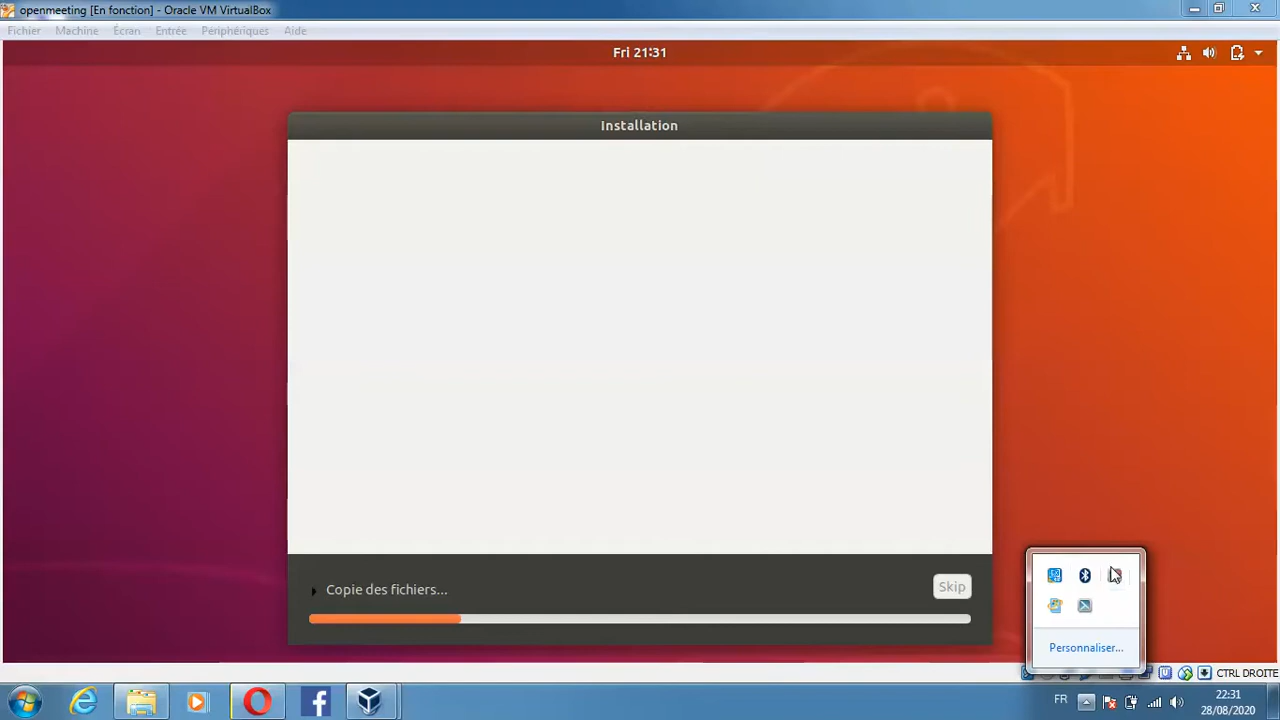 openmeeting [En fonction] - Oracle VM VirtualBox
Fichier Machine Écran Entrée Périphériques Aide
Fri 21:31
Installation
Copie des fichiers...
Skip
Personnaliser...
CTRL DROITE
FR
22:31
28/08/2020